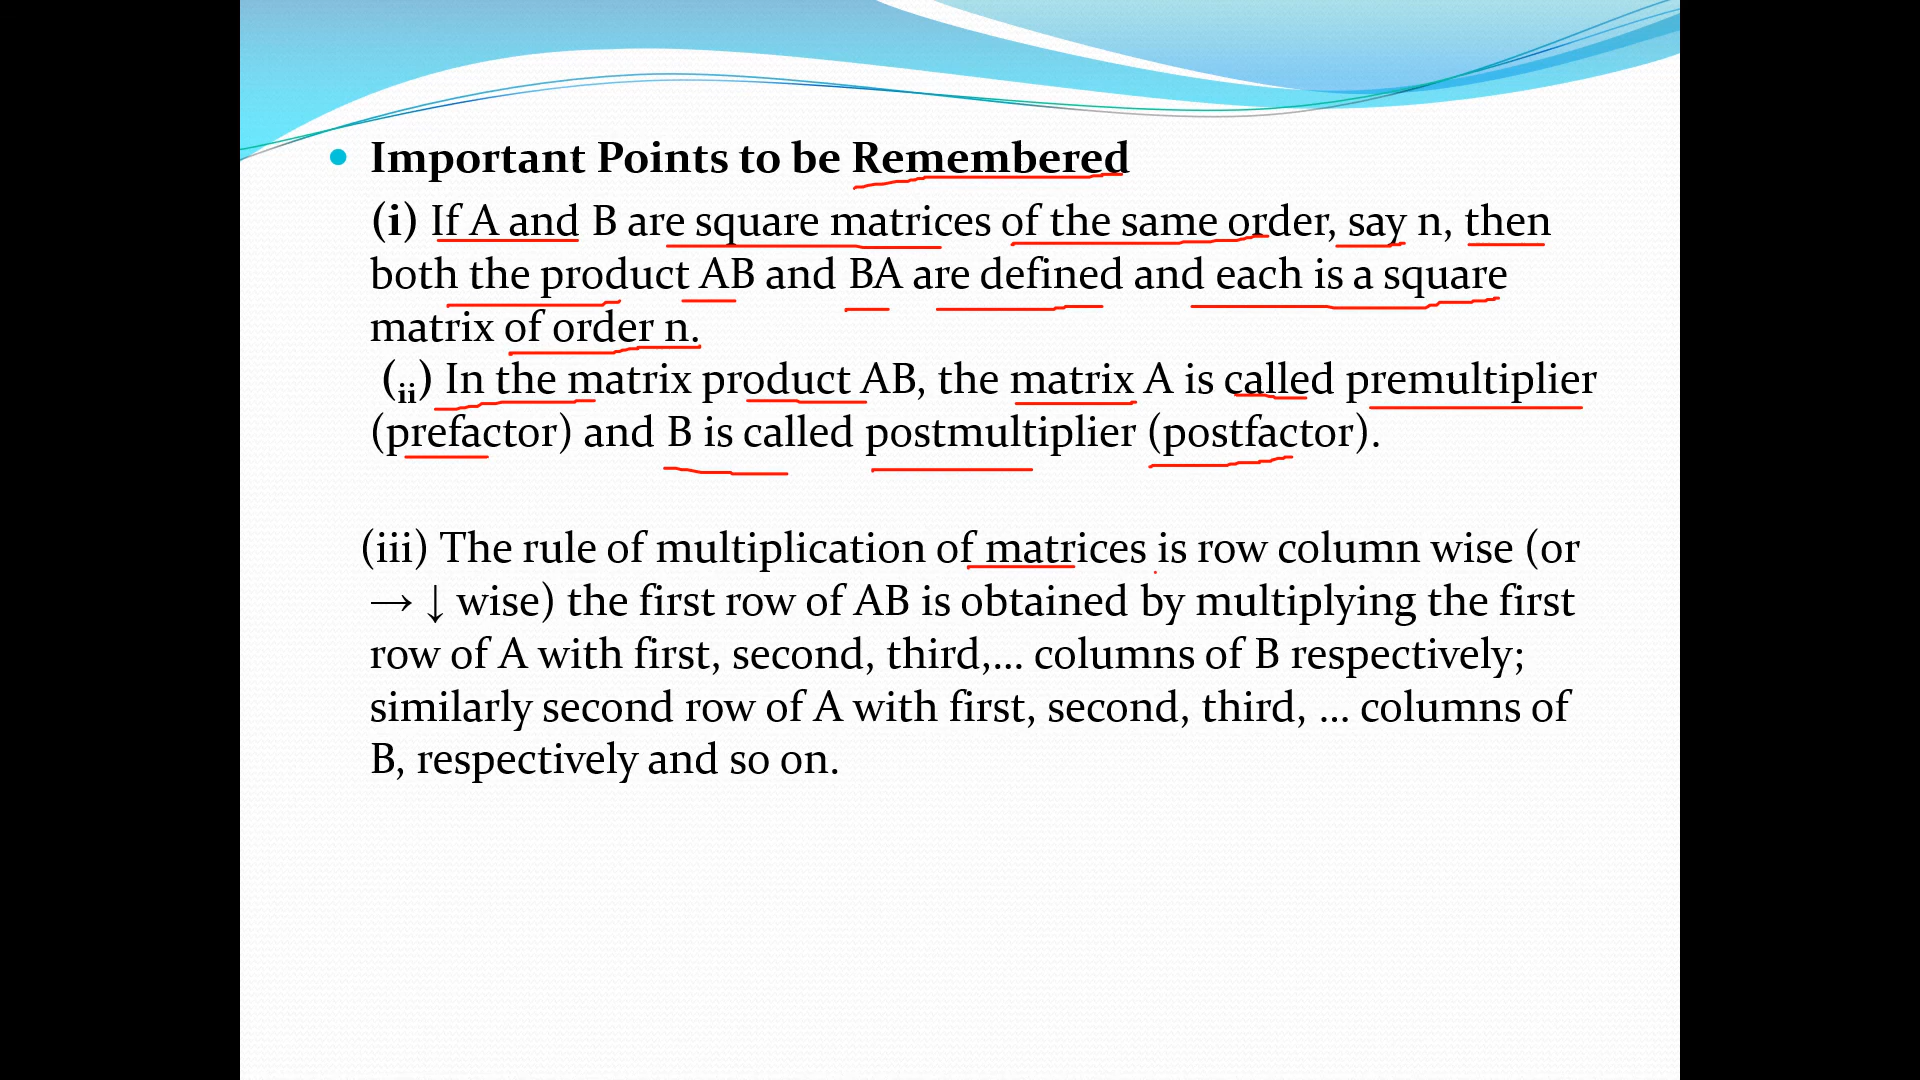 • Important Points to be Remembered
(i) If A and B are square matrices of the same order, say n, then
both the product AB and BA are defined and each is a square
matrix of order n.
(ii) In the matrix product AB, the matrix A is called premultiplier
(prefactor) and B is called postmultiplier (postfactor).
(iii) The rule of multiplication of matrices is row column wise (or
→ ↓ wise) the first row of AB is obtained by multiplying the first
row of A with first, second, third,... columns of B respectively;
similarly second row of A with first, second, third, ... columns of
B, respectively and so on.